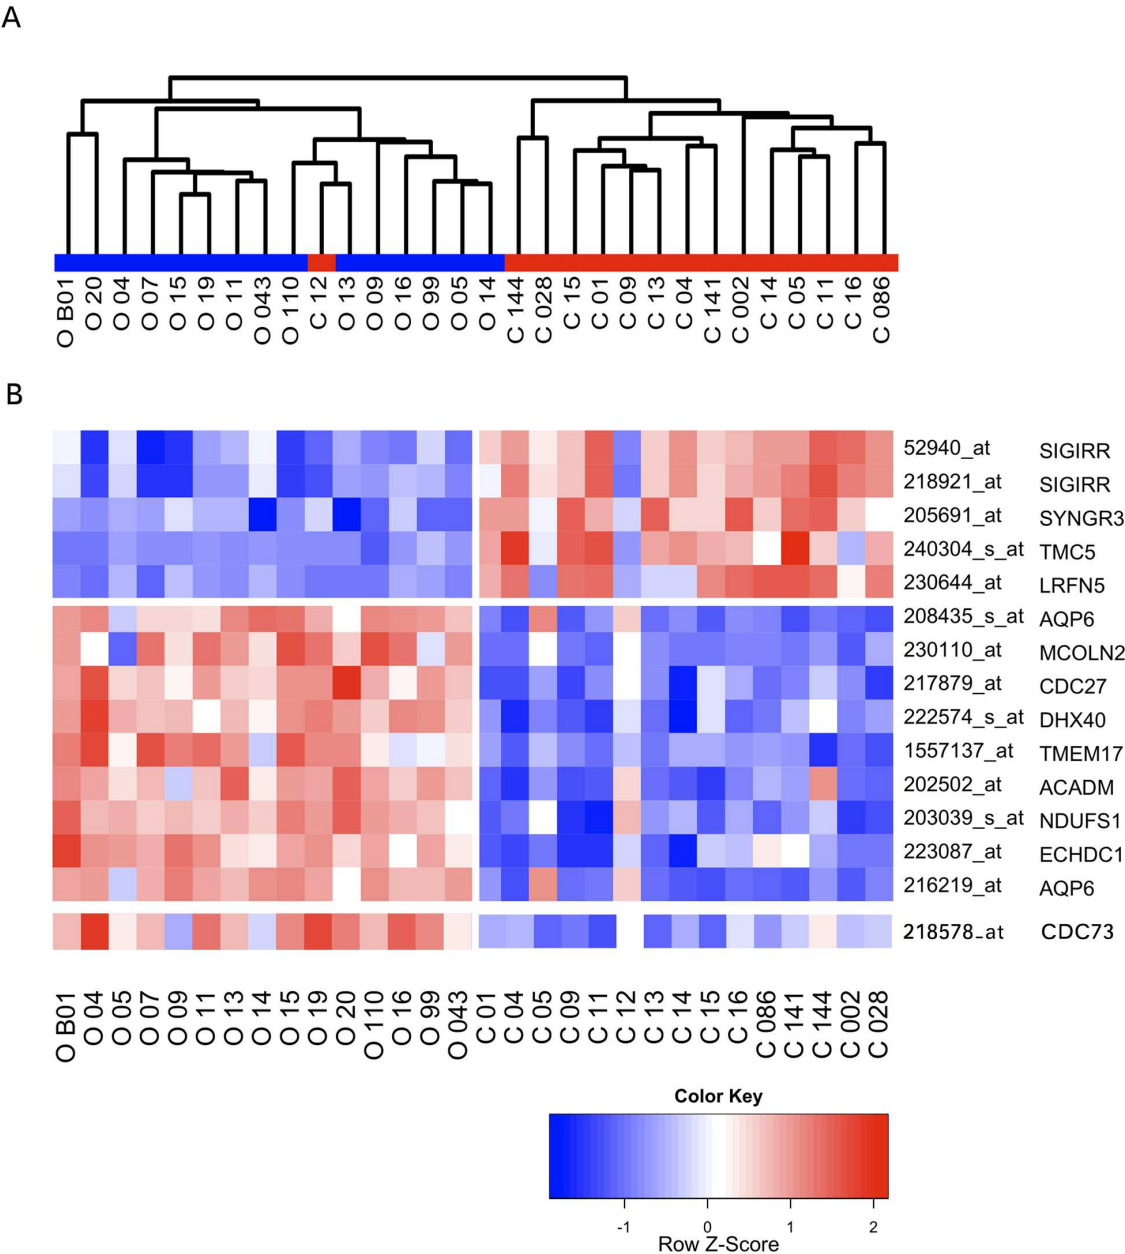 A
O B01
O 20
O 04
O 07
O 15
O 19
O 11
O 043
O 110
C 12
O 13
O 09
O 16
O 99
O 05
O 14
C 144
C 028
C 15
C 01
C 09
C 13
C 04
C 141
C 002
C 14
C 05
C 11
C 16
C 086
B
52940_at SIGIRR
218921_at SIGIRR
205691_at SYNGR3
240304_s_at TMC5
230644_at LRFN5
208435_s_at AQP6
230110_at MCOLN2
217879_at CDC27
222574_s_at DHX40
1557137_at TMEM17
202502_at ACADM
203039_s_at NDUFS1
223087_at ECHDC1
216219_at AQP6
218578_at CDC73
O B01
O 04
O 05
O 07
O 09
O 11
O 13
O 14
O 15
O 19
O 20
O 110
O 16
O 99
O 043
C 01
C 04
C 05
C 09
C 11
C 12
C 13
C 14
C 15
C 16
C 086
C 141
C 144
C 002
C 028
Color Key
-1 0 1 2
Row Z-Score